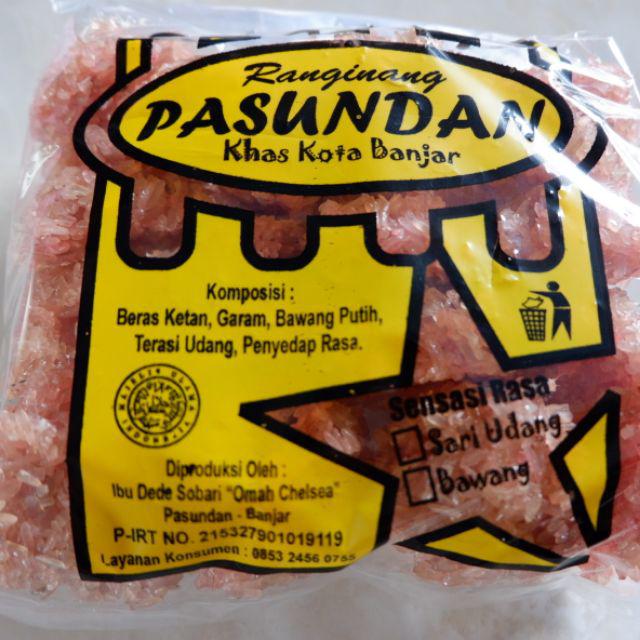 Ranginang
PASUNDAN
Khas Kota Banjar
Komposisi :
Beras Ketan, Garam, Bawang Putih,
Terasi Udang, Penyedap Rasa.
Sensasi Rasa
Sari Udang
Bawang
Diproduksi Oleh :
Ibu Dede Sobari "Omah Chelsea"
Pasundan - Banjar
P-IRT NO. 215327901019119
Layanan Konsumen : 0853 2456 0755